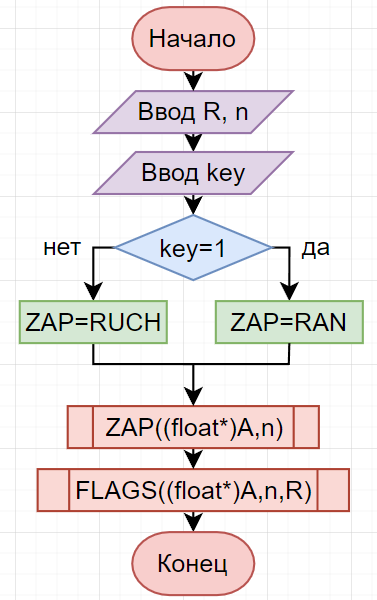 Начало
Ввод R, n
Ввод key
key=1
нет
да
ZAP=RUCH
ZAP=RAN
ZAP((float*)A,n)
FLAGS((float*)A,n,R)
Конец